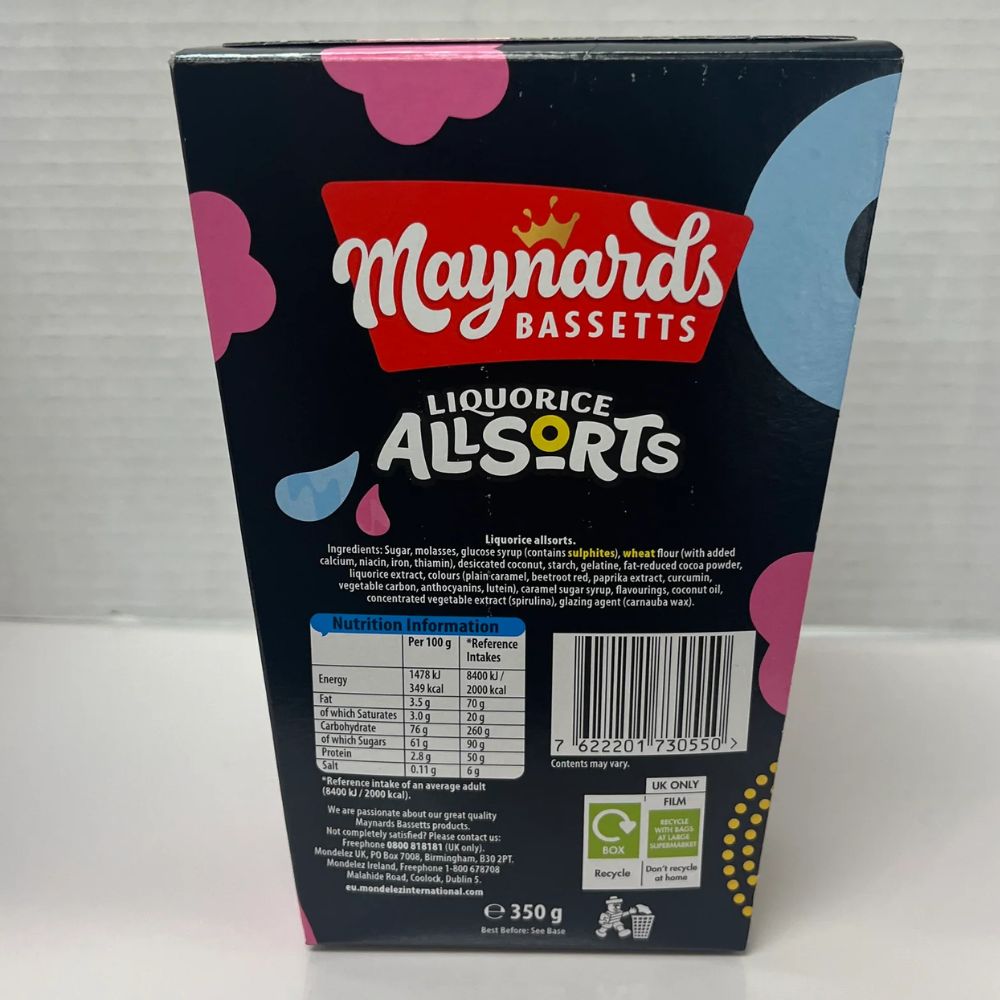 Maynards
BASSETTS
LIQUORICE
ALLSORTS
Liquorice allsorts.
Ingredients: Sugar, molasses, glucose syrup (contains sulphites), wheat flour (with added
calcium, niacin, iron, thiamin), desiccated coconut, starch, gelatine, fat-reduced cocoa powder,
liquorice extract, colours (plain caramel, beetroot red, paprika extract, curcumin,
vegetable carbon, anthocyanins, lutein), caramel sugar syrup, flavourings, coconut oil,
concentrated vegetable extract (spirulina), glazing agent (carnauba wax).
Nutrition Information
Per 100 g *Reference
Intakes
Energy 1478 kJ 8400 kJ /
349 kcal 2000 kcal
Fat 3.5 g 70 g
of which Saturates 3.0 g 20 g
Carbohydrate 76 g 260 g
of which Sugars 61 g 90 g
Protein 2.8 g 50 g
Salt 0.11 g 6 g
*Reference intake of an average adult
(8400 kJ / 2000 kcal).
We are passionate about our great quality
Maynards Bassetts products.
Not completely satisfied? Please contact us:
Freephone 0800 818181 (UK only).
Mondelez UK, PO Box 7008, Birmingham, B30 2PT.
Mondelez Ireland, Freephone 1-800 678708
Malahide Road, Coolock, Dublin 5.
eu.mondelezinternational.com
℮ 350 g
Best Before: See Base
7 622201 730550 >
Contents may vary.
UK ONLY
BOX
Recycle
FILM
RECYCLE
WITH BAGS
AT LARGE
SUPERMARKET
Don't recycle
at home